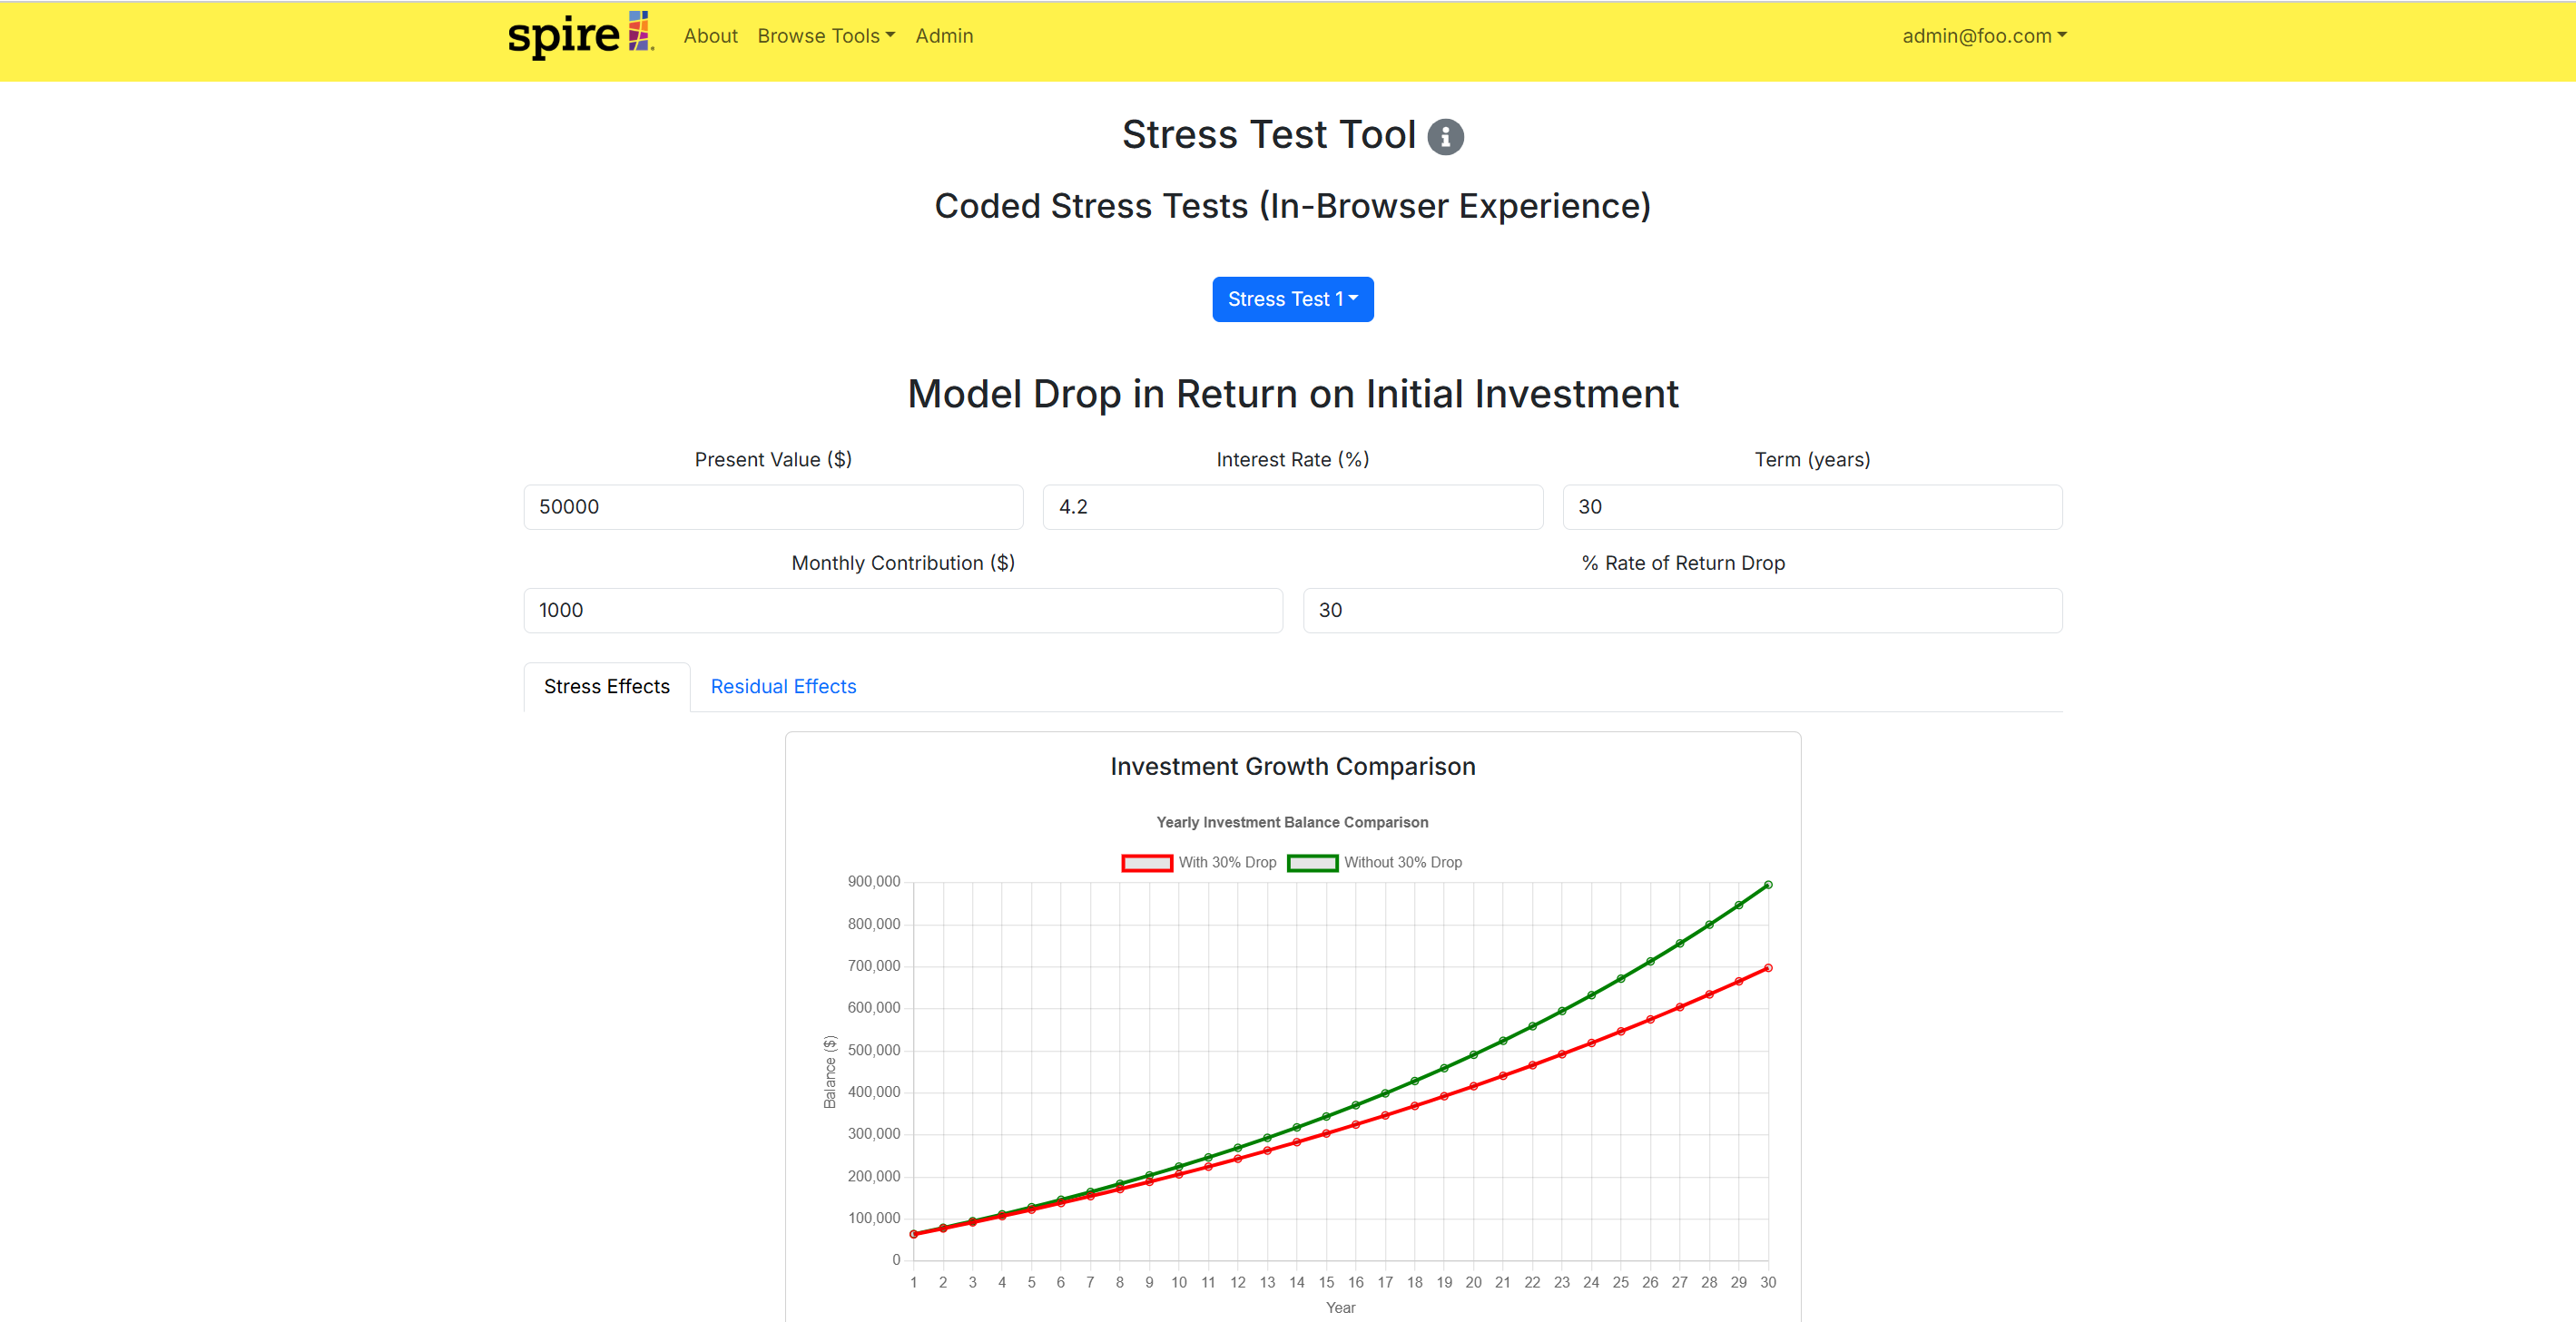 spire About Browse Tools Admin admin@foo.com
Stress Test Tool
Coded Stress Tests (In-Browser Experience)
Stress Test 1
Model Drop in Return on Initial Investment
Present Value ($) Interest Rate (%) Term (years)
50000 4.2 30
Monthly Contribution ($) % Rate of Return Drop
1000 30
Stress Effects Residual Effects
Investment Growth Comparison
Yearly Investment Balance Comparison
With 30% Drop Without 30% Drop
900,000
800,000
700,000
600,000
500,000
400,000
300,000
200,000
100,000
0
Balance ($)
1 2 3 4 5 6 7 8 9 10 11 12 13 14 15 16 17 18 19 20 21 22 23 24 25 26 27 28 29 30
Year